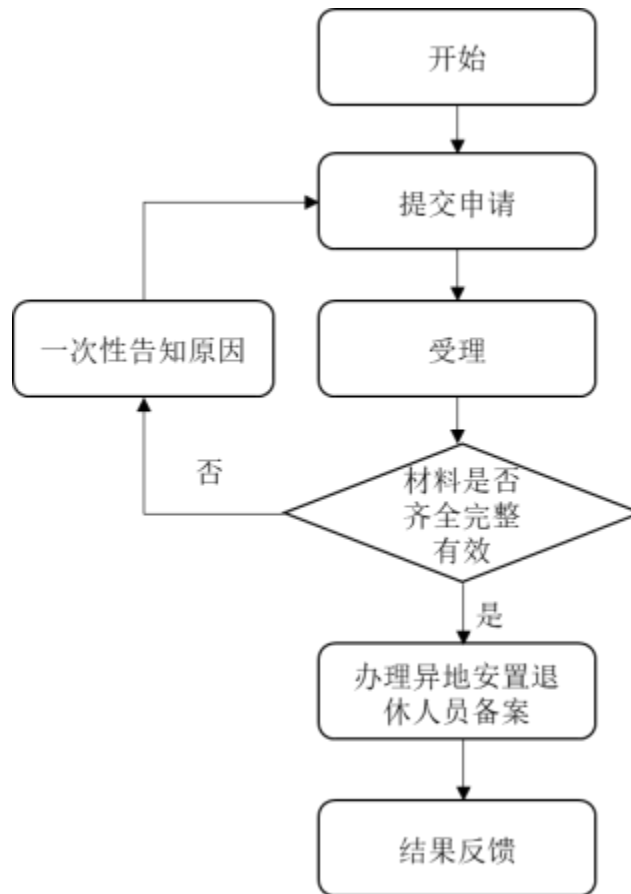 开始
提交申请
一次性告知原因
受理
否
材料是否
齐全完整
有效
是
办理异地安置退
休人员备案
结果反馈